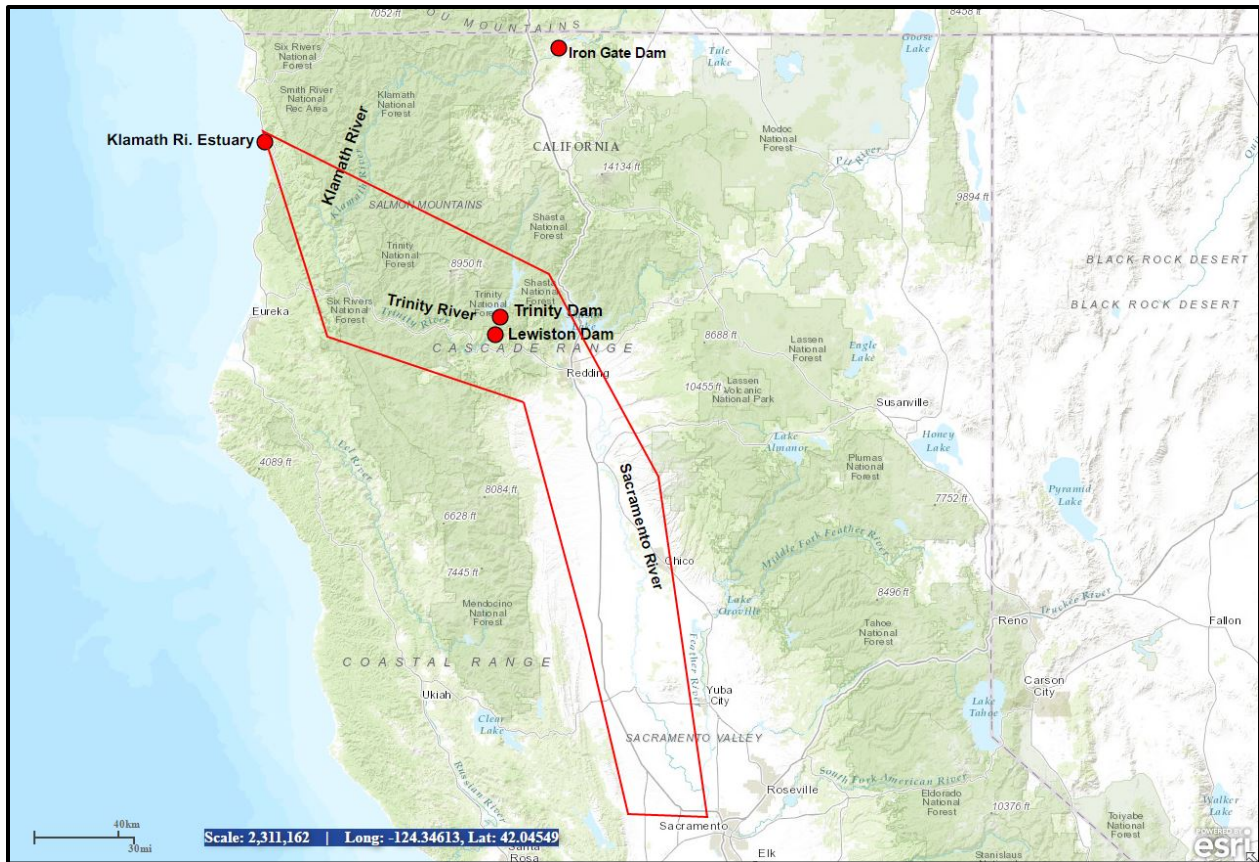 7052 ft
OU MOUNTAINS
8458 ft
Six Rivers
National
Forest
Iron Gate Dam
Tule
Lake
Goose
Lake
Smith River
National
Rec Area
Klamath
National
Forest
Klamath Ri. Estuary
Klamath River
CALIFORNIA
Modoc
National
Forest
Pit River
14134 ft
9894 ft
SALMON MOUNTAINS
Shasta
National
Forest
Trinity
National
Forest
8950 ft
BLACK ROCK DESERT
Shasta
National
Forest
Trinity
National
Forest
Trinity River
Trinity River
Trinity Dam
Lewiston Dam
BLACK ROCK DESERT
Eureka
Six Rivers
National
Forest
CASCADE RANGE
8688 ft
Lassen
National
Forest
Eagle
Lake
Redding
10455 ft
Lassen
Volcanic
National Park
Susanville
Eel River
Lake
Almanor
Honey
Lake
4089 ft
Plumas
National
Forest
8084 ft
Sacramento River
7752 ft
Pyramid
Lake
6628 ft
Chico
Middle Fork Feather River
7445 ft
Lake
Oroville
8496 ft
Mendocino
National
Forest
Tahoe
National
Forest
Reno
Truckee River
Fallon
Feather River
COASTAL RANGE
Ukiah
Clear
Lake
Yuba
City
Carson
City
Lake
Tahoe
SACRAMENTO VALLEY
Russian River
Roseville
South Fork American River
Eldorado
National
Forest
10376 ft
Walker
Lake
Sacramento
Toiyabe
National
Forest
40km
30mi
Scale: 2,311,162 | Long: -124.34613, Lat: 42.04549
Santa
Rosa
Elk
Stanislaus
POWERED BY
esri